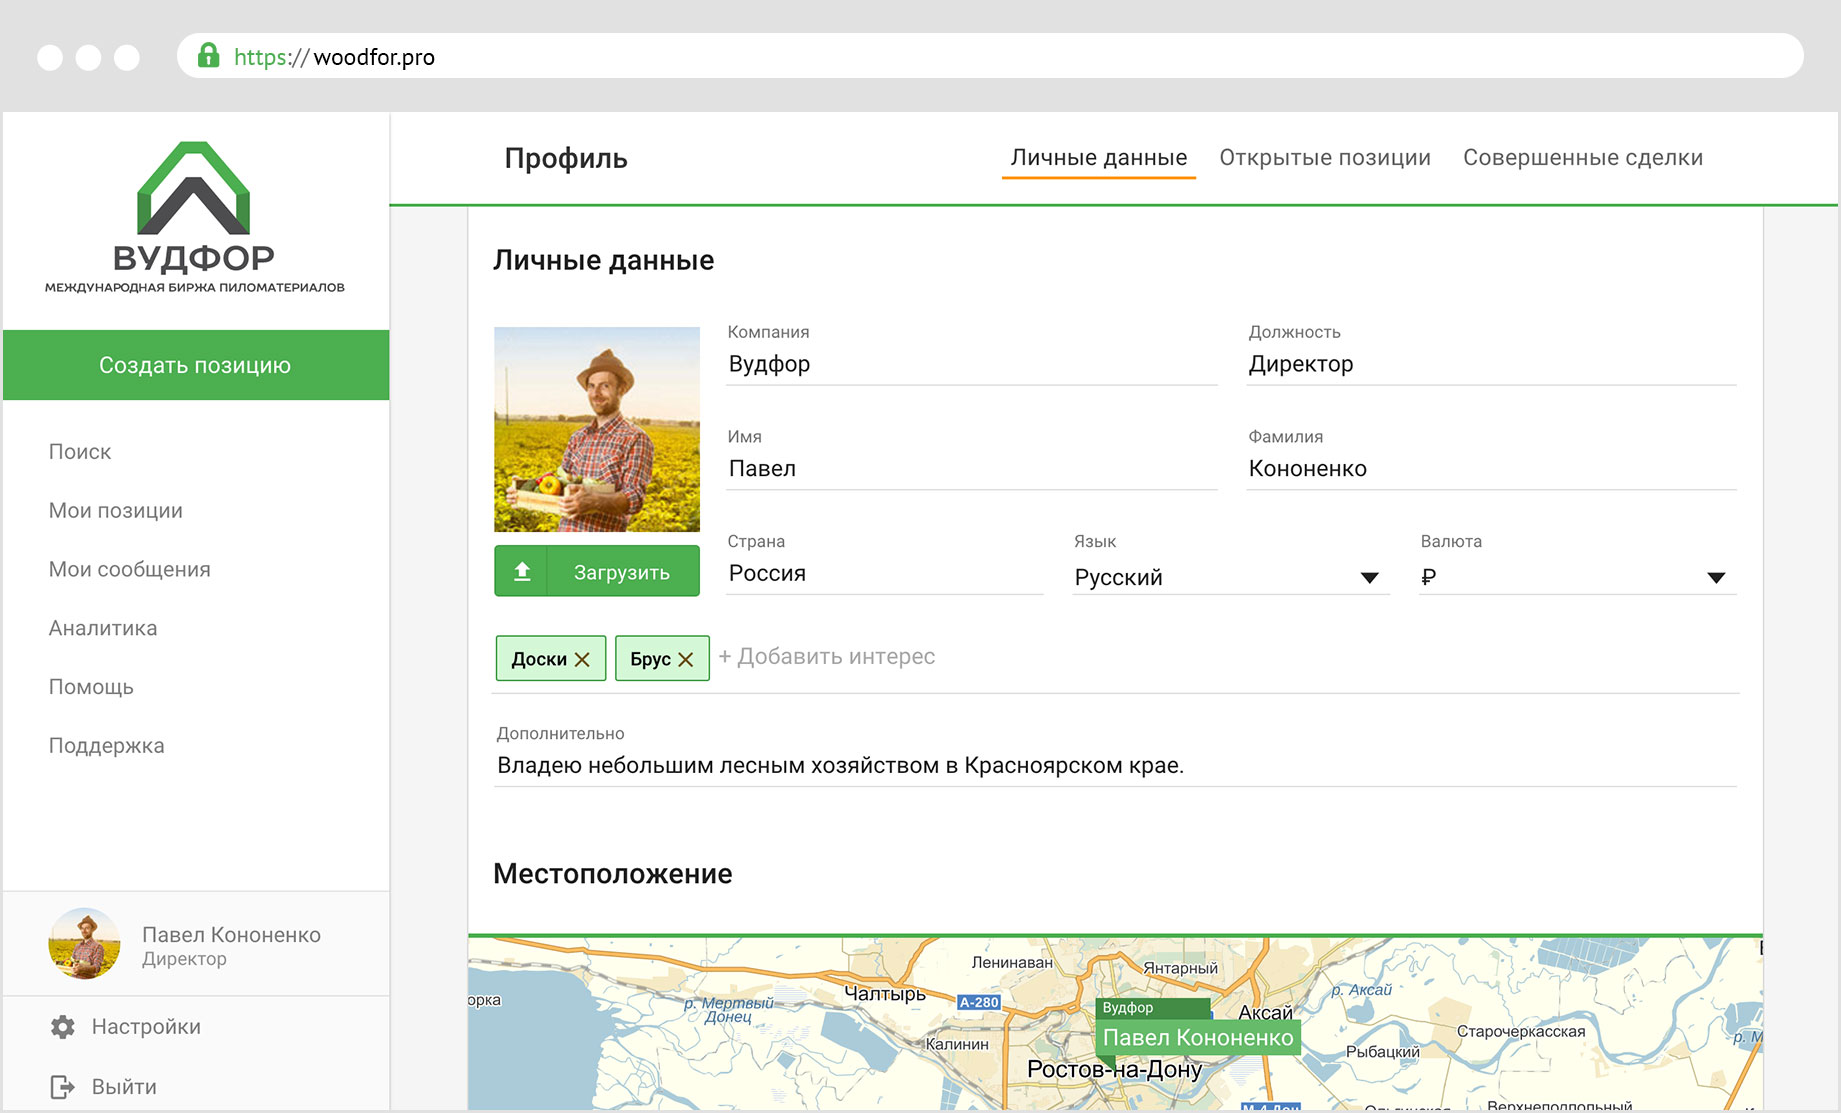 https://woodfor.pro
ВУДФОР
МЕЖДУНАРОДНАЯ БИРЖА ПИЛОМАТЕРИАЛОВ
Создать позицию
Поиск
Мои позиции
Мои сообщения
Аналитика
Помощь
Поддержка
Павел Кононенко
Директор
Настройки
Выйти
Профиль
Личные данные
Открытые позиции
Совершенные сделки
Личные данные
Загрузить
Компания
Вудфор
Должность
Директор
Имя
Павел
Фамилия
Кононенко
Страна
Россия
Язык
Русский
Валюта
₽
Доски
Брус
+ Добавить интерес
Дополнительно
Владею небольшим лесным хозяйством в Красноярском крае.
Местоположение
Ленинаван
Янтарный
орка
р. Мертвый
Донец
Чалтырь
А-280
Вудфор
Павел Кононенко
Аксай
р. Аксай
Старочеркасская
р. М
Калинин
Рыбацкий
Ростов-на-Дону
М-4 Дон
Верхнеподпольный